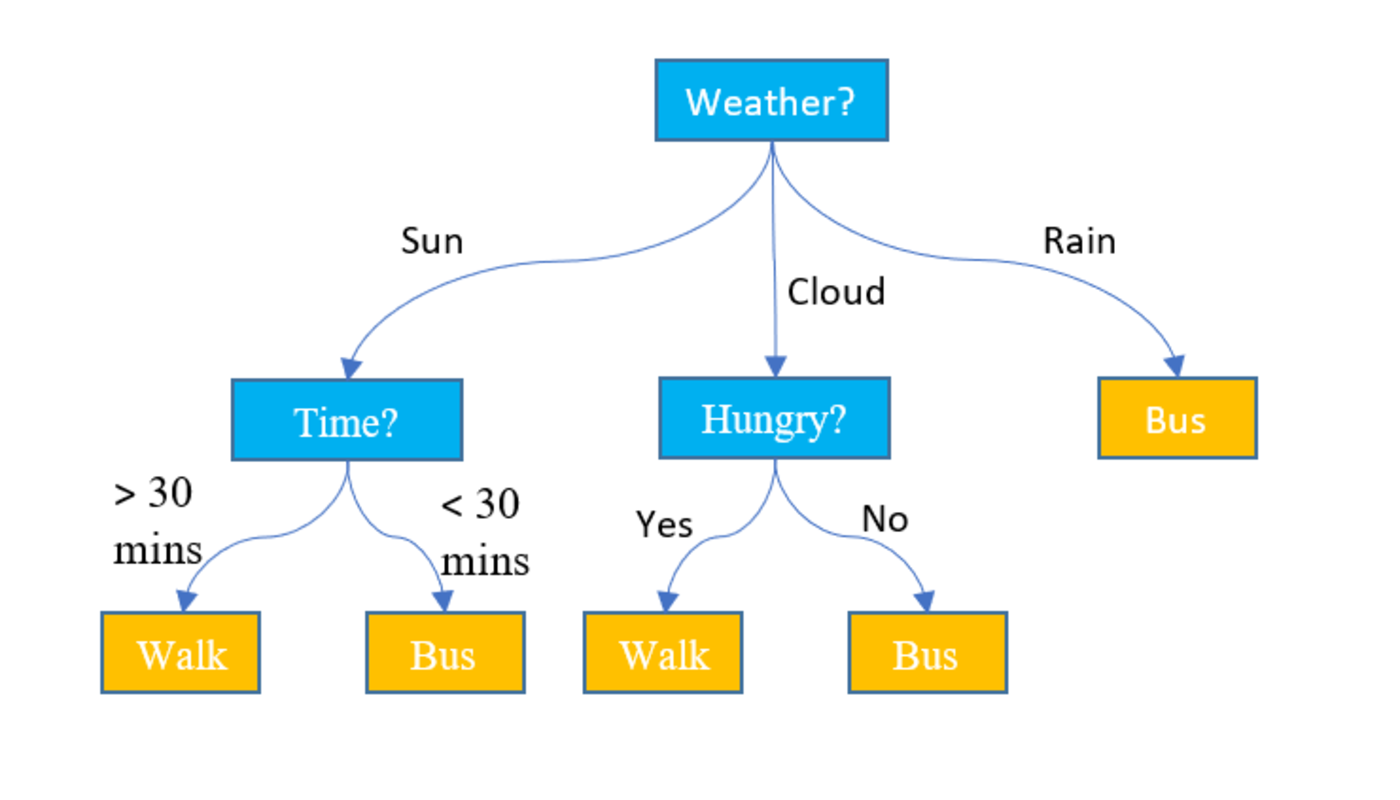 Weather?
Sun
Cloud
Rain
Time?
Hungry?
Bus
> 30
mins
< 30
mins
Yes
No
Walk
Bus
Walk
Bus